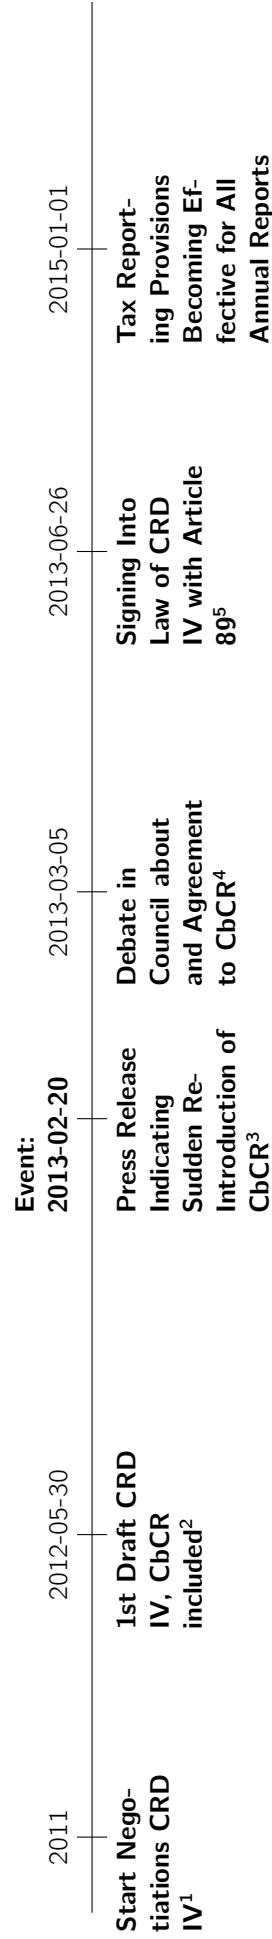 2011
Start Nego-
tiations CRD
IV1
2012-05-30
1st Draft CRD
IV, CbCR
included2
Event:
2013-02-20
Press Release
Indicating
Sudden Re-
Introduction of
CbCR3
2013-03-05
Debate in
Council about
and Agreement
to CbCR4
2013-06-26
Signing Into
Law of CRD
IV with Article
895
2015-01-01
Tax Report-
ing Provisions
Becoming Ef-
fective for All
Annual Reports